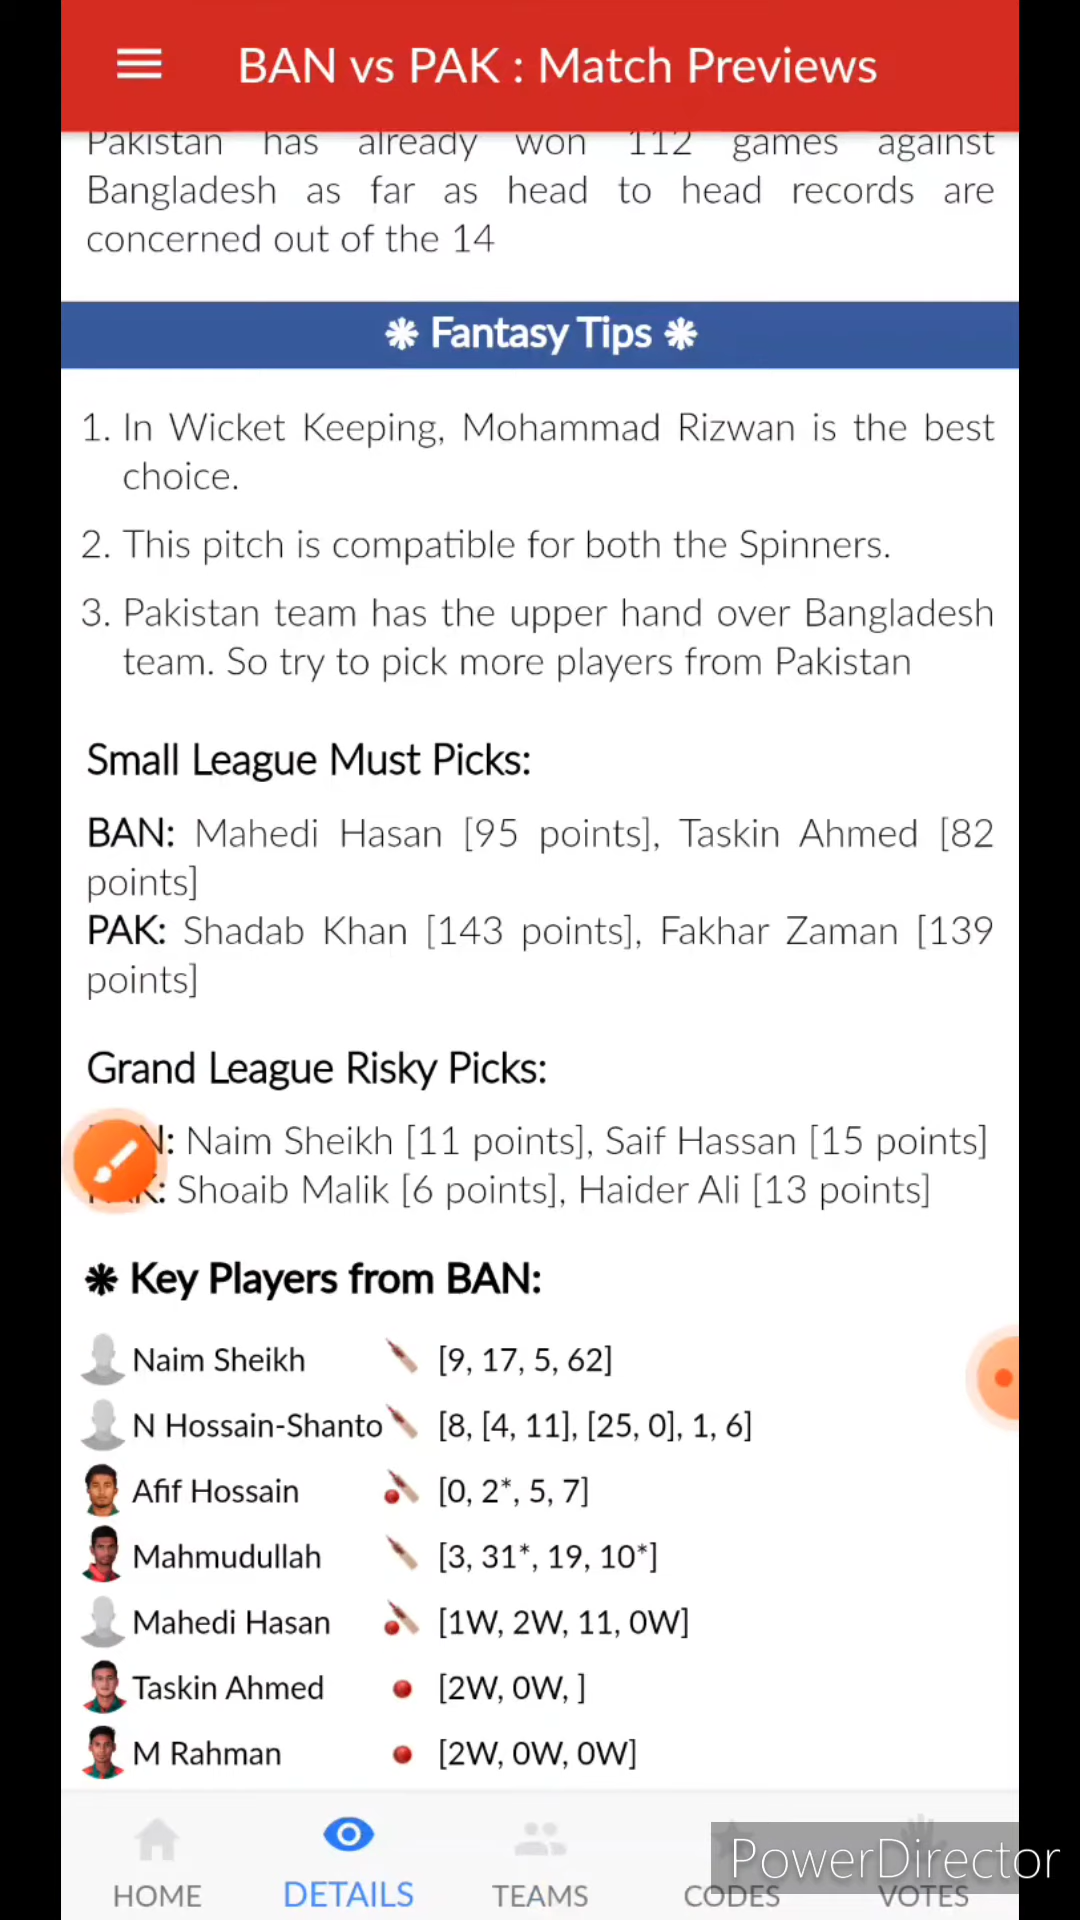 BAN vs PAK : Match Previews
Pakistan has already won 112 games against
Bangladesh as far as head to head records are
concerned out of the 14
Fantasy Tips
1. In Wicket Keeping, Mohammad Rizwan is the best
choice.
2. This pitch is compatible for both the Spinners.
3. Pakistan team has the upper hand over Bangladesh
team. So try to pick more players from Pakistan
Small League Must Picks:
BAN: Mahedi Hasan [95 points], Taskin Ahmed [82
points]
PAK: Shadab Khan [143 points], Fakhar Zaman [139
points]
Grand League Risky Picks:
N: Naim Sheikh [11 points], Saif Hassan [15 points]
K: Shoaib Malik [6 points], Haider Ali [13 points]
Key Players from BAN:
Naim Sheikh [9, 17, 5, 62]
N Hossain-Shanto [8, [4, 11], [25, 0], 1, 6]
Afif Hossain [0, 2*, 5, 7]
Mahmudullah [3, 31*, 19, 10*]
Mahedi Hasan [1W, 2W, 11, 0W]
Taskin Ahmed [2W, 0W, ]
M Rahman [2W, 0W, 0W]
PowerDirector
HOME DETAILS TEAMS CODES VOTES